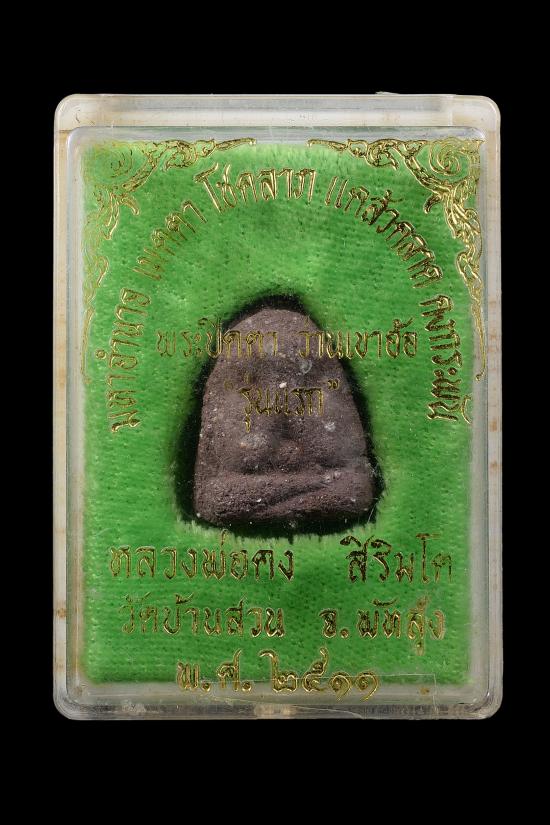 มหาอำนาจ เมตตา โชคลาภ แคล้วคลาด คงกระพัน
พระปิดตา ว่านเขาอ้อ
"รุ่นแรก"
หลวงพ่อคง สิริมโต
วัดบ้านสวน จ.พัทลุง
พ.ศ. ๒๕๑๑